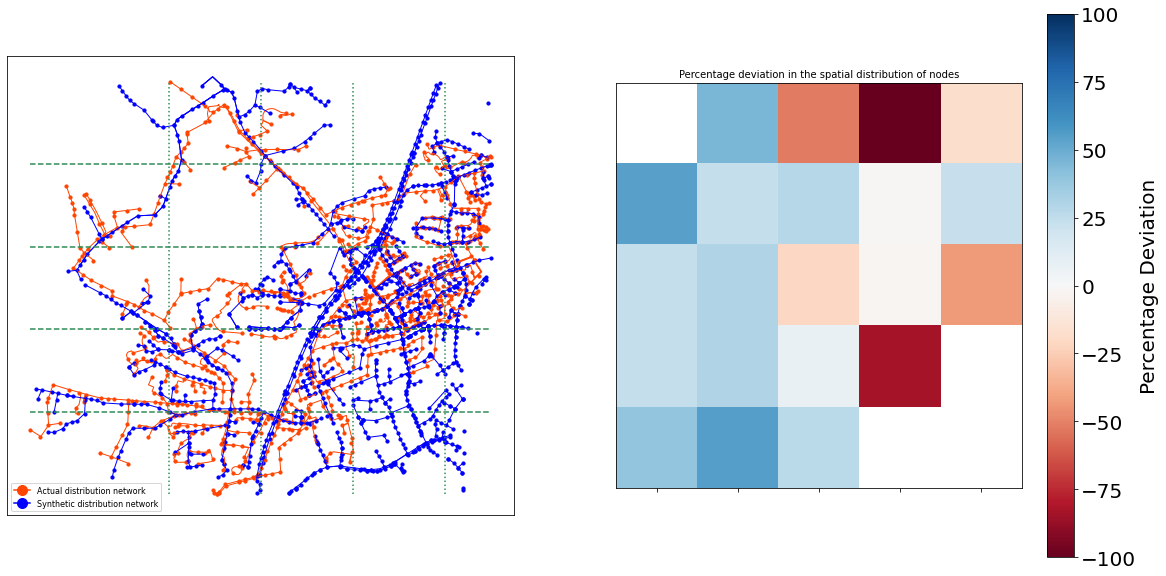 Actual distribution network
Synthetic distribution network
Percentage deviation in the spatial distribution of nodes
100
75
50
25
0
−25
−50
−75
−100
Percentage Deviation